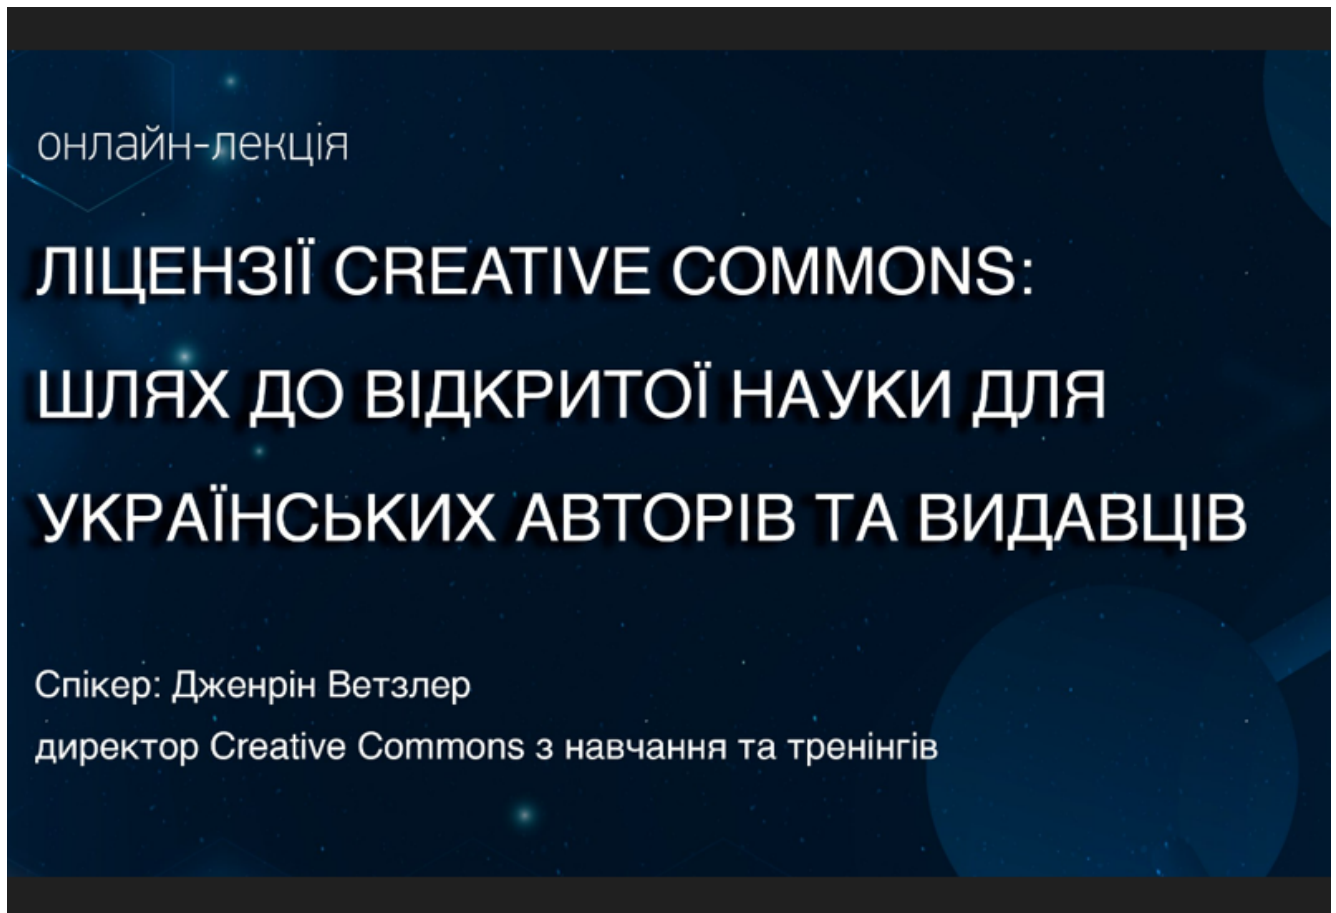 онлайн-лекція
ЛІЦЕНЗІЇ CREATIVE COMMONS:
ШЛЯХ ДО ВІДКРИТОЇ НАУКИ ДЛЯ
УКРАЇНСЬКИХ АВТОРІВ ТА ВИДАВЦІВ
Спікер: Дженрін Ветзлер
директор Creative Commons з навчання та тренінгів